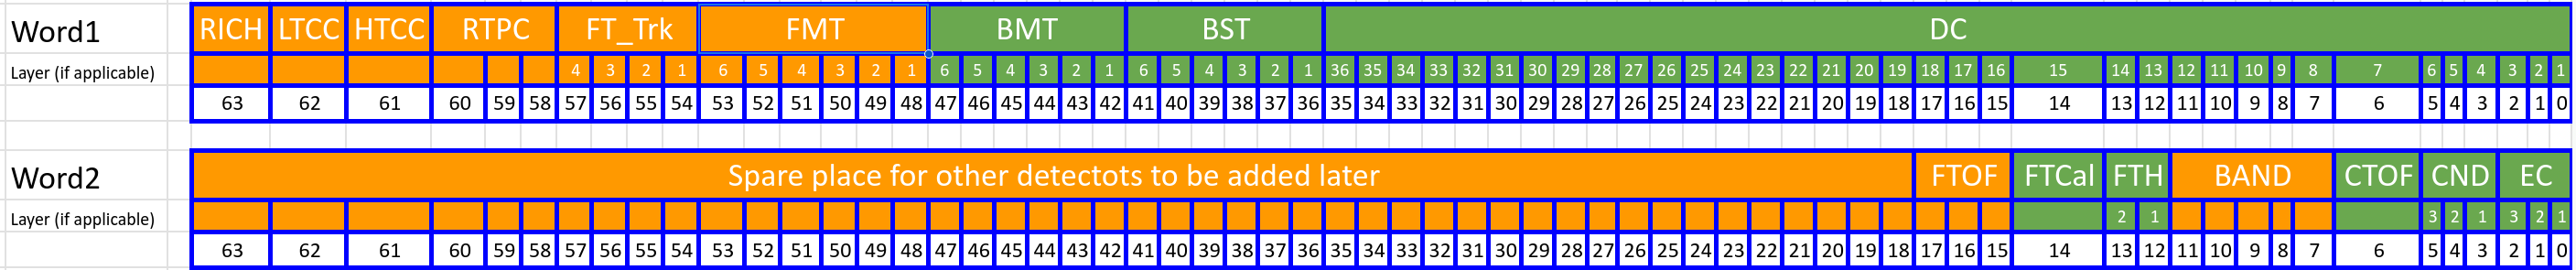 Word1 RICH LTCC HTCC RTPC FT_Trk FMT BMT BST DC
Layer (if applicable) 4 3 2 1 6 5 4 3 2 1 6 5 4 3 2 1 6 5 4 3 2 1 36 35 34 33 32 31 30 29 28 27 26 25 24 23 22 21 20 19 18 17 16 15 14 13 12 11 10 9 8 7 6 5 4 3 2 1
63 62 61 60 59 58 57 56 55 54 53 52 51 50 49 48 47 46 45 44 43 42 41 40 39 38 37 36 35 34 33 32 31 30 29 28 27 26 25 24 23 22 21 20 19 18 17 16 15 14 13 12 11 10 9 8 7 6 5 4 3 2 1 0
Word2 Spare place for other detectots to be added later FTOF FTCal FTH BAND CTOF CND EC
Layer (if applicable) 2 1 3 2 1 3 2 1
63 62 61 60 59 58 57 56 55 54 53 52 51 50 49 48 47 46 45 44 43 42 41 40 39 38 37 36 35 34 33 32 31 30 29 28 27 26 25 24 23 22 21 20 19 18 17 16 15 14 13 12 11 10 9 8 7 6 5 4 3 2 1 0